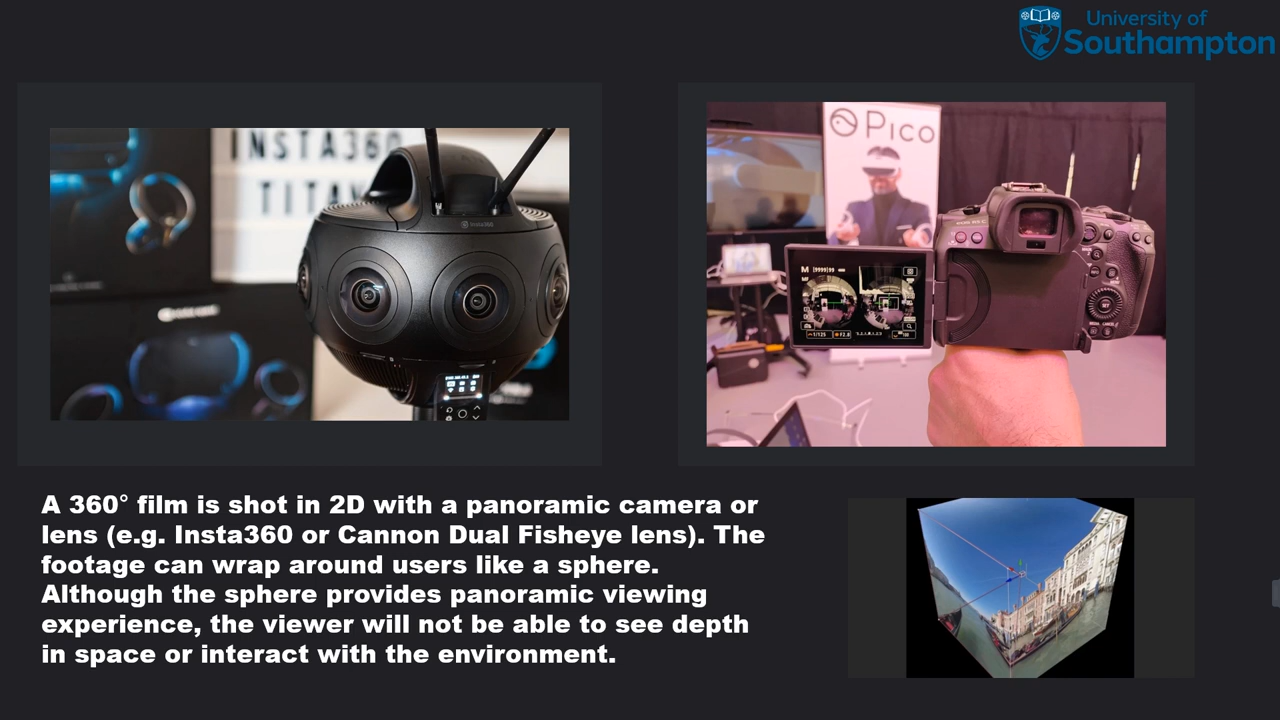 University of
Southampton
INSTA360
TITAN
Pico
M
A 360° film is shot in 2D with a panoramic camera or
lens (e.g. Insta360 or Cannon Dual Fisheye lens). The
footage can wrap around users like a sphere.
Although the sphere provides panoramic viewing
experience, the viewer will not be able to see depth
in space or interact with the environment.